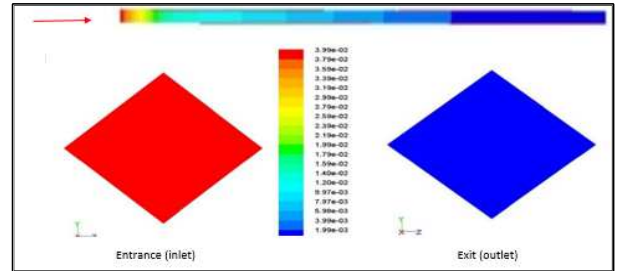 3.99e-02
3.79e-02
3.59e-02
3.39e-02
3.19e-02
2.99e-02
2.79e-02
2.59e-02
2.39e-02
2.19e-02
1.99e-02
1.79e-02
1.59e-02
1.40e-02
1.20e-02
9.97e-03
7.97e-03
5.98e-03
3.99e-03
1.99e-03
Y
Y
Z
Entrance (inlet)
Exit (outlet)